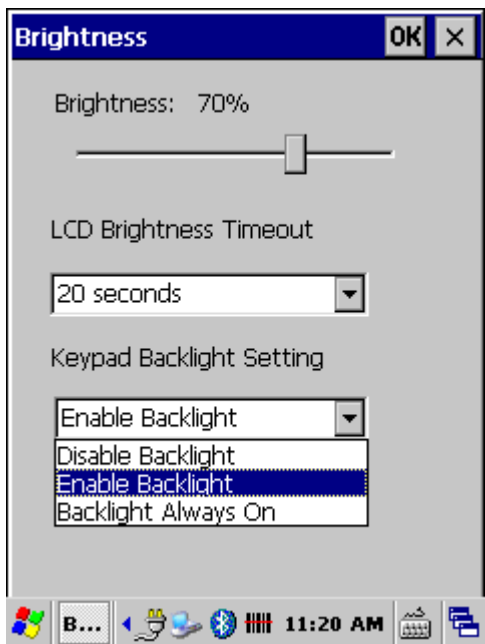 Brightness OK ×
Brightness: 70%
LCD Brightness Timeout
20 seconds
Keypad Backlight Setting
Enable Backlight
Disable Backlight
Enable Backlight
Backlight Always On
B... 11:20 AM